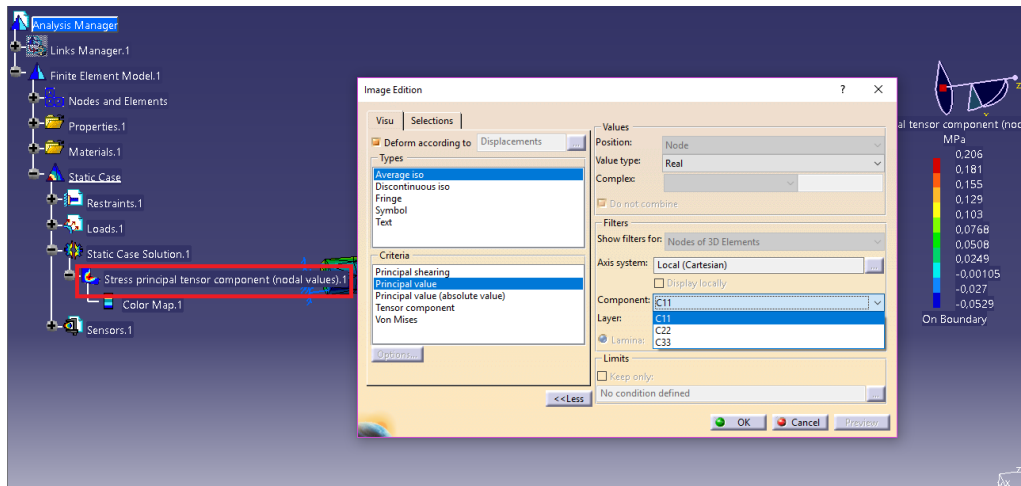 Analysis Manager
Links Manager.1
Finite Element Model.1
Nodes and Elements
Properties.1
Materials.1
Static Case
Restraints.1
Loads.1
Static Case Solution.1
Stress principal tensor component (nodal values).1
Color Map.1
Sensors.1
Image Edition
?
Visu
Selections
Deform according to
Displacements
...
Types
Average iso
Discontinuous iso
Fringe
Symbol
Text
Criteria
Principal shearing
Principal value
Principal value (absolute value)
Tensor component
Von Mises
Options...
<<Less
Values
Position:
Node
Value type:
Real
Complex:
Do not combine
Filters
Show filters for:
Nodes of 3D Elements
Axis system:
Local (Cartesian)
...
Display locally
Component:
C11
C11
C22
C33
Layer:
Lamina:
Limits
Keep only:
No condition defined
...
OK
Cancel
Preview
al tensor component (noc
MPa
0,206
0,181
0,155
0,129
0,103
0,0768
0,0508
0,0249
-0,00105
-0,027
-0,0529
On Boundary
z
x